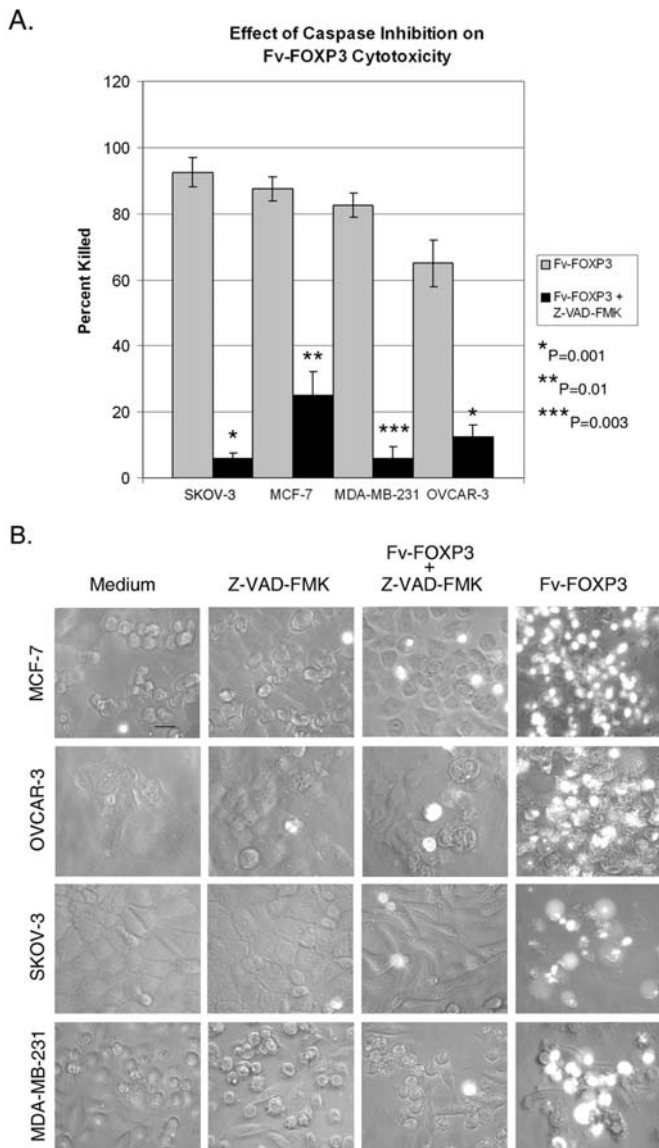 A.
Effect of Caspase Inhibition on
Fv-FOXP3 Cytotoxicity
120
100
80
60
40
20
0
Percent Killed
**
***
*
*
SKOV-3 MCF-7 MDA-MB-231 OVCAR-3
Fv-FOXP3
Fv-FOXP3 +
Z-VAD-FMK
*P=0.001
**P=0.01
***P=0.003
B.
Medium
Z-VAD-FMK
Fv-FOXP3
+
Z-VAD-FMK
Fv-FOXP3
MCF-7
OVCAR-3
SKOV-3
MDA-MB-231